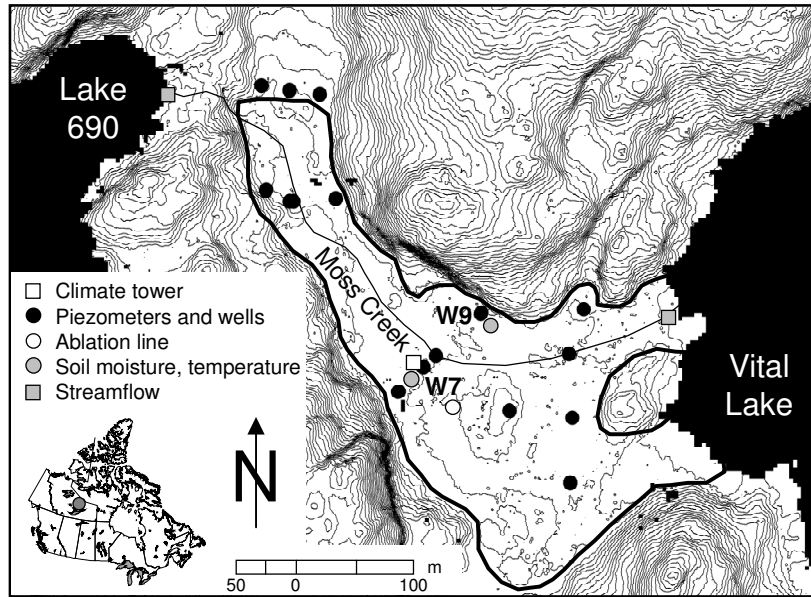 Lake
690
Moss Creek
W9
W7
Vital
Lake
Climate tower
Piezometers and wells
Ablation line
Soil moisture, temperature
Streamflow
N
50 0 100 m